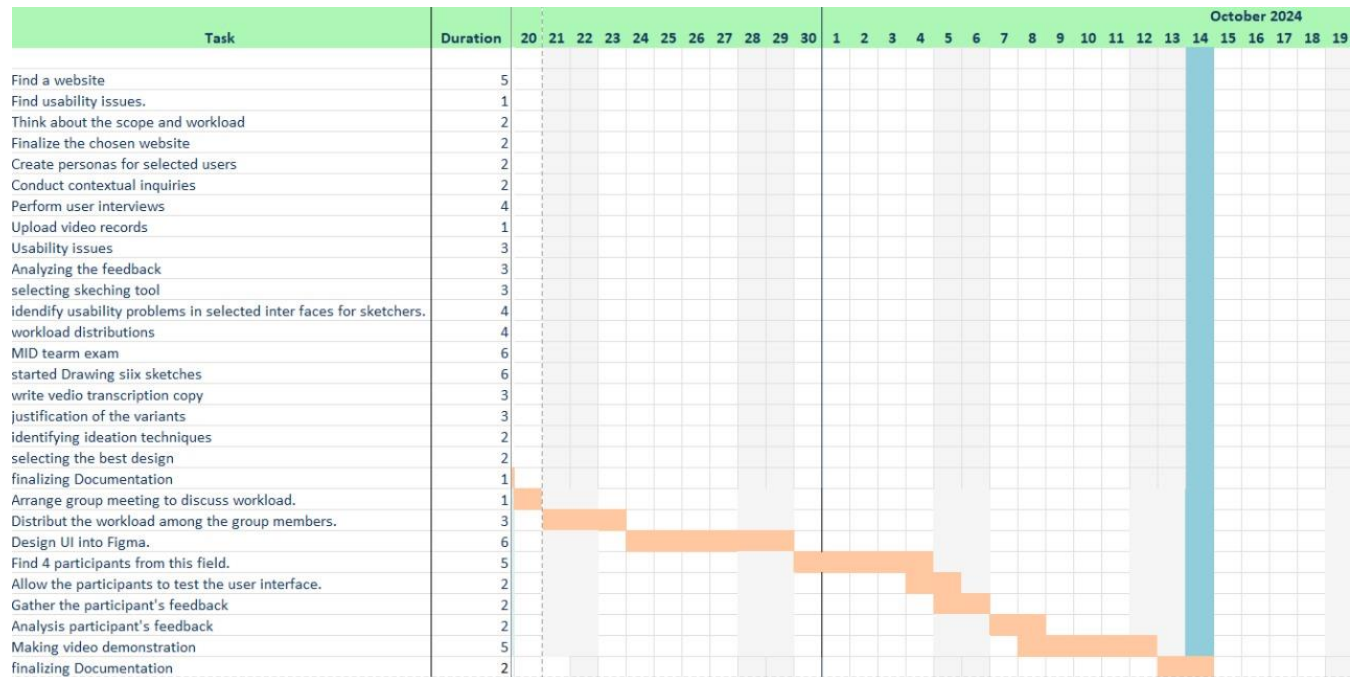 October 2024
Task Duration 20 21 22 23 24 25 26 27 28 29 30 1 2 3 4 5 6 7 8 9 10 11 12 13 14 15 16 17 18 19
Find a website 5
Find usability issues. 1
Think about the scope and workload 2
Finalize the chosen website 2
Create personas for selected users 2
Conduct contextual inquiries 2
Perform user interviews 4
Upload video records 1
Usability issues 3
Analyzing the feedback 3
selecting skeching tool 3
idendify usability problems in selected inter faces for sketchers. 4
workload distributions 4
MID tearm exam 6
started Drawing siix sketches 6
write vedio transcription copy 3
justification of the variants 3
identifying ideation techniques 2
selecting the best design 2
finalizing Documentation 1
Arrange group meeting to discuss workload. 1
Distribut the workload among the group members. 3
Design UI into Figma. 6
Find 4 participants from this field. 5
Allow the participants to test the user interface. 2
Gather the participant's feedback 2
Analysis participant's feedback 2
Making video demonstration 5
finalizing Documentation 2